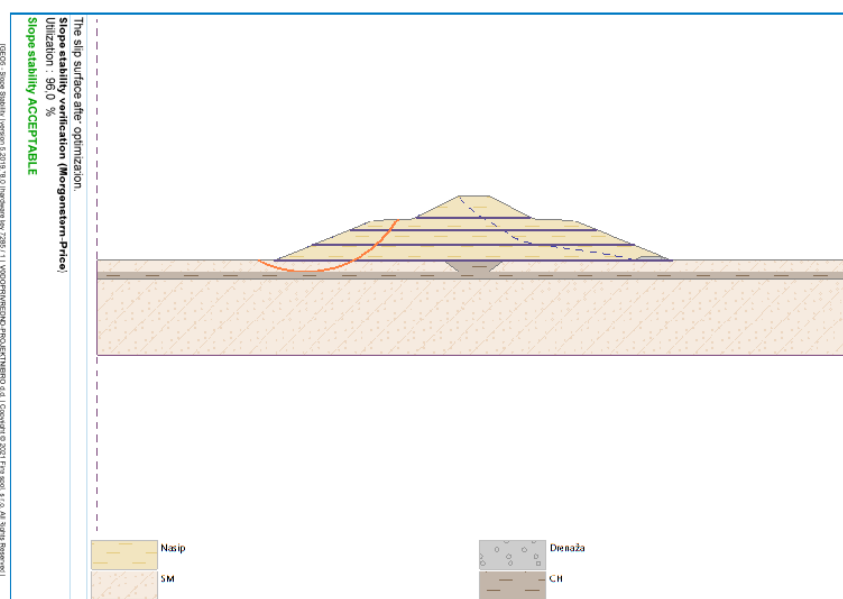 The slip surface after optimization.
Slope stability verification (Morgenstern-Price)
Utilization : 96,0 %
Slope stability ACCEPTABLE
Nasip
SM
Drenaža
CH